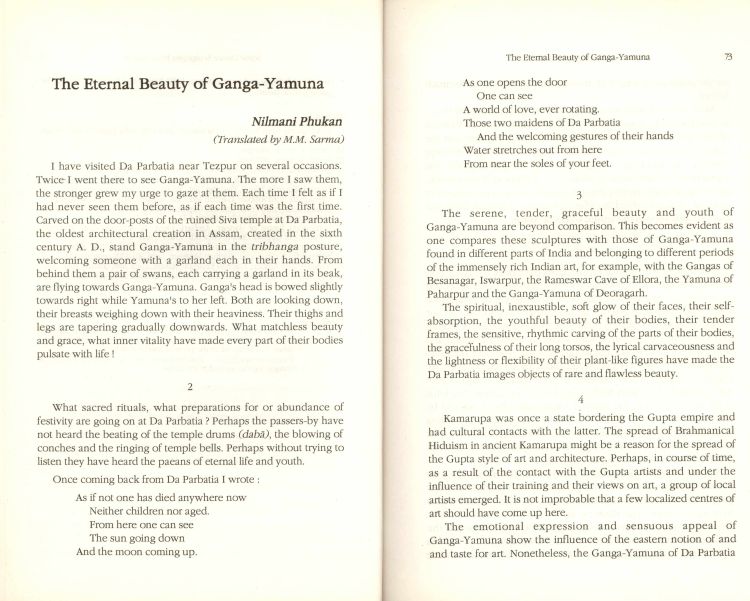 The Eternal Beauty of Ganga-Yamuna
Nilmani Phukan
(Translated by M.M. Sarma)
I have visited Da Parbatia near Tezpur on several occasions.
Twice I went there to see Ganga-Yamuna. The more I saw them,
the stronger grew my urge to gaze at them. Each time I felt as if I
had never seen them before, as if each time was the first time.
Carved on the door-posts of the ruined Siva temple at Da Parbatia,
the oldest architectural creation in Assam, created in the sixth
century A. D., stand Ganga-Yamuna in the tribhanga posture,
welcoming someone with a garland each in their hands. From
behind them a pair of swans, each carrying a garland in its beak,
are flying towards Ganga-Yamuna. Ganga's head is bowed slightly
towards right while Yamuna's to her left. Both are looking down,
their breasts weighing down with their heaviness. Their thighs and
legs are tapering gradually downwards. What matchless beauty
and grace, what inner vitality have made every part of their bodies
pulsate with life !
2
What sacred rituals, what preparations for or abundance of
festivity are going on at Da Parbatia ? Perhaps the passers-by have
not heard the beating of the temple drums (dabā), the blowing of
conches and the ringing of temple bells. Perhaps without trying to
listen they have heard the paeans of eternal life and youth.
Once coming back from Da Parbatia I wrote :
As if not one has died anywhere now
Neither children nor aged.
From here one can see
The sun going down
And the moon coming up.
The Eternal Beauty of Ganga-Yamuna 73
As one opens the door
One can see
A world of love, ever rotating.
Those two maidens of Da Parbatia
And the welcoming gestures of their hands
Water stretrches out from here
From near the soles of your feet.
3
The serene, tender, graceful beauty and youth of
Ganga-Yamuna are beyond comparison. This becomes evident as
one compares these sculptures with those of Ganga-Yamuna
found in different parts of India and belonging to different periods
of the immensely rich Indian art, for example, with the Gangas of
Besanagar, Iswarpur, the Rameswar Cave of Ellora, the Yamuna of
Paharpur and the Ganga-Yamuna of Deoragarh.
The spiritual, inexaustible, soft glow of their faces, their self-
absorption, the youthful beauty of their bodies, their tender
frames, the sensitive, rhythmic carving of the parts of their bodies,
the gracefulness of their long torsos, the lyrical carvaceousness and
the lightness or flexibility of their plant-like figures have made the
Da Parbatia images objects of rare and flawless beauty.
4
Kamarupa was once a state bordering the Gupta empire and
had cultural contacts with the latter. The spread of Brahmanical
Hiduism in ancient Kamarupa might be a reason for the spread of
the Gupta style of art and architecture. Perhaps, in course of time,
as a result of the contact with the Gupta artists and under the
influence of their training and their views on art, a group of local
artists emerged. It is not improbable that a few localized centres of
art should have come up here.
The emotional expression and sensuous appeal of
Ganga-Yamuna show the influence of the eastern notion of and
and taste for art. Nonetheless, the Ganga-Yamuna of Da Parbatia